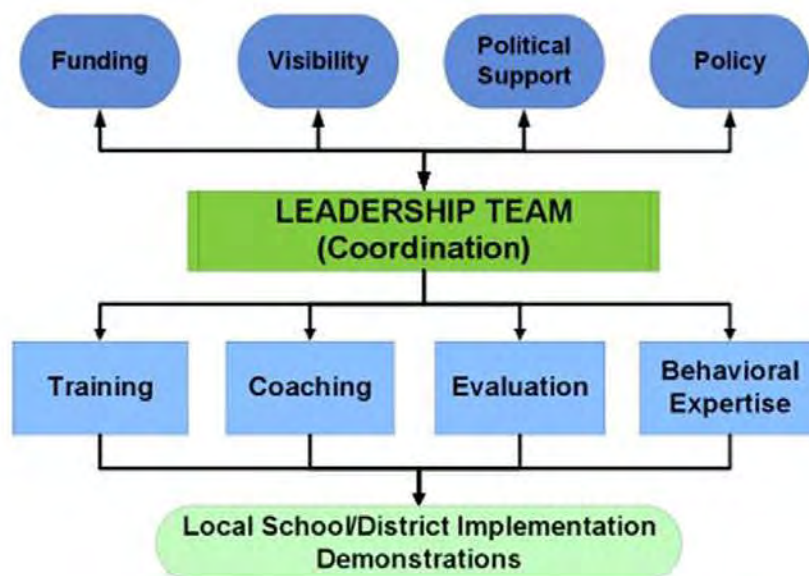 Funding
Visibility
Political
Support
Policy
LEADERSHIP TEAM
(Coordination)
Training
Coaching
Evaluation
Behavioral
Expertise
Local School/District Implementation
Demonstrations